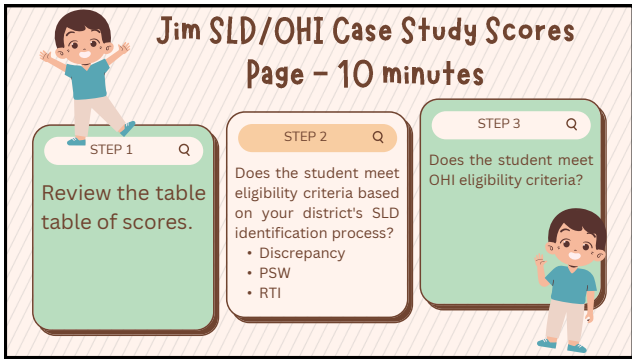 Jim SLD/OHI Case Study Scores
Page - 10 minutes
STEP 1
Review the table
table of scores.
STEP 2
Does the student meet
eligibility criteria based
on your district's SLD
identification process?
• Discrepancy
• PSW
• RTI
STEP 3
Does the student meet
OHI eligibility criteria?